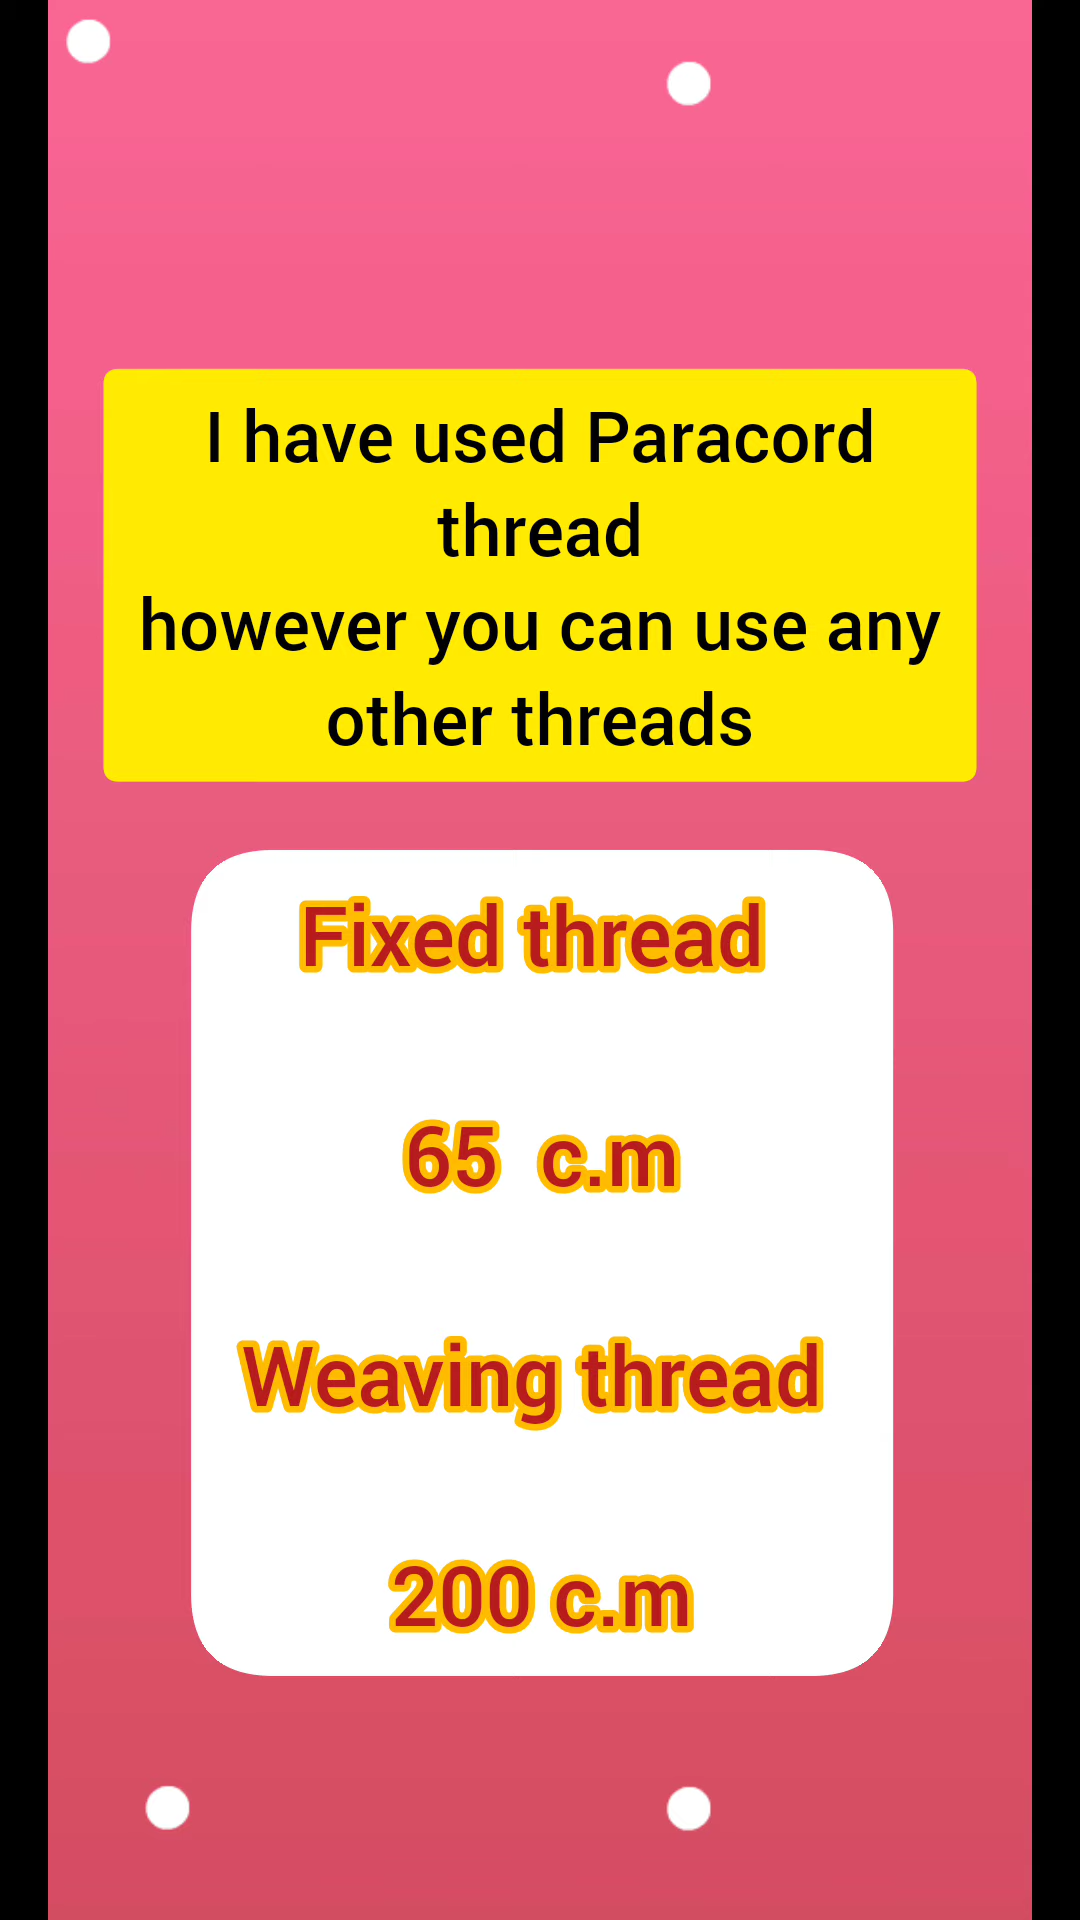 I have used Paracord
thread
however you can use any
other threads
Fixed thread
65 c.m
Weaving thread
200 c.m